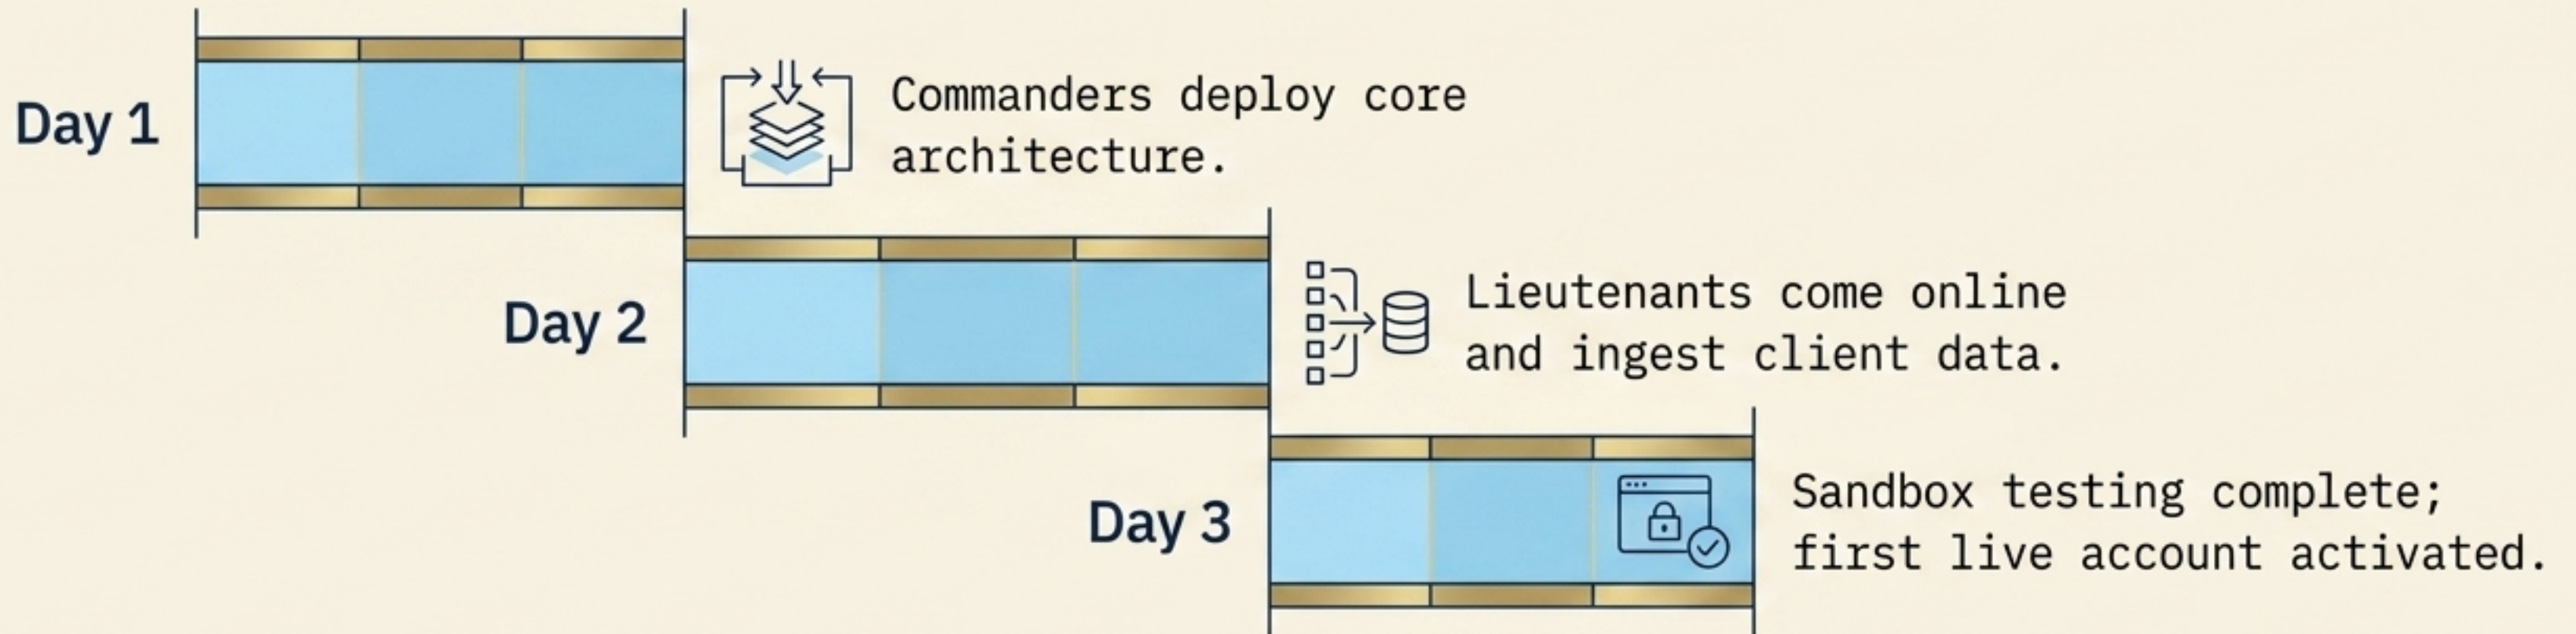 Day 1
Commanders deploy core
architecture.
Day 2
Lieutenants come online
and ingest client data.
Day 3
Sandbox testing complete;
first live account activated.